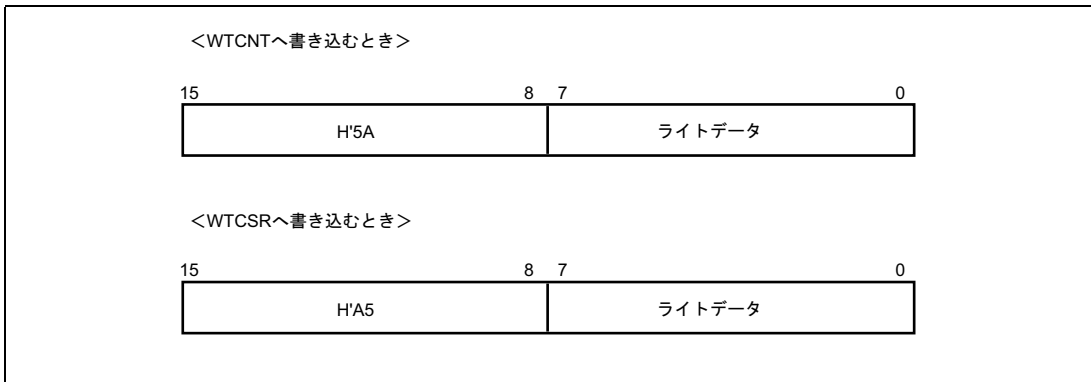 ＜WTCNTへ書き込むとき＞
15 8 7 0
H'5A ライトデータ
＜WTCSRへ書き込むとき＞
15 8 7 0
H'A5 ライトデータ